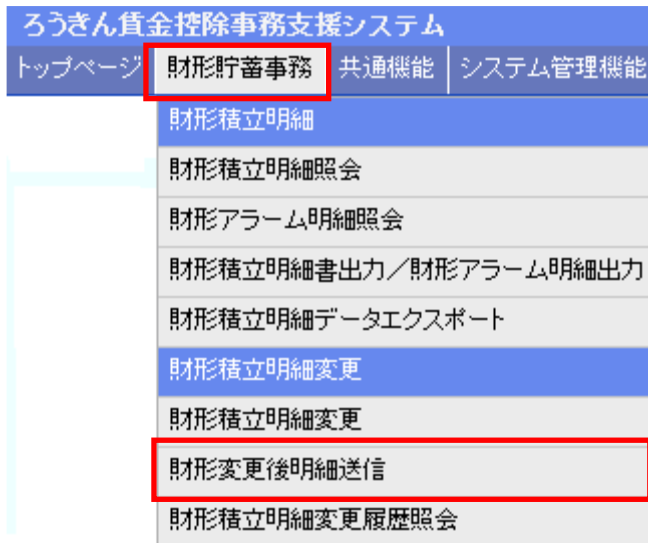 ろうきん賃金控除事務支援システム
トップページ 財形貯蓄事務 共通機能 システム管理機能
財形積立明細
財形積立明細照会
財形アラーム明細照会
財形積立明細書出力／財形アラーム明細出力
財形積立明細データエクスポート
財形積立明細変更
財形積立明細変更
財形変更後明細送信
財形積立明細変更履歴照会